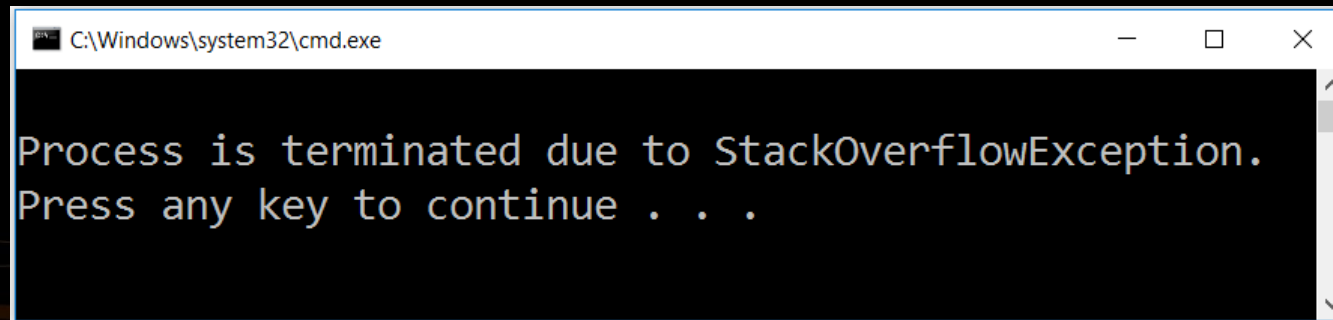 C:\Windows\system32\cmd.exe
Process is terminated due to StackOverflowException.
Press any key to continue . . .